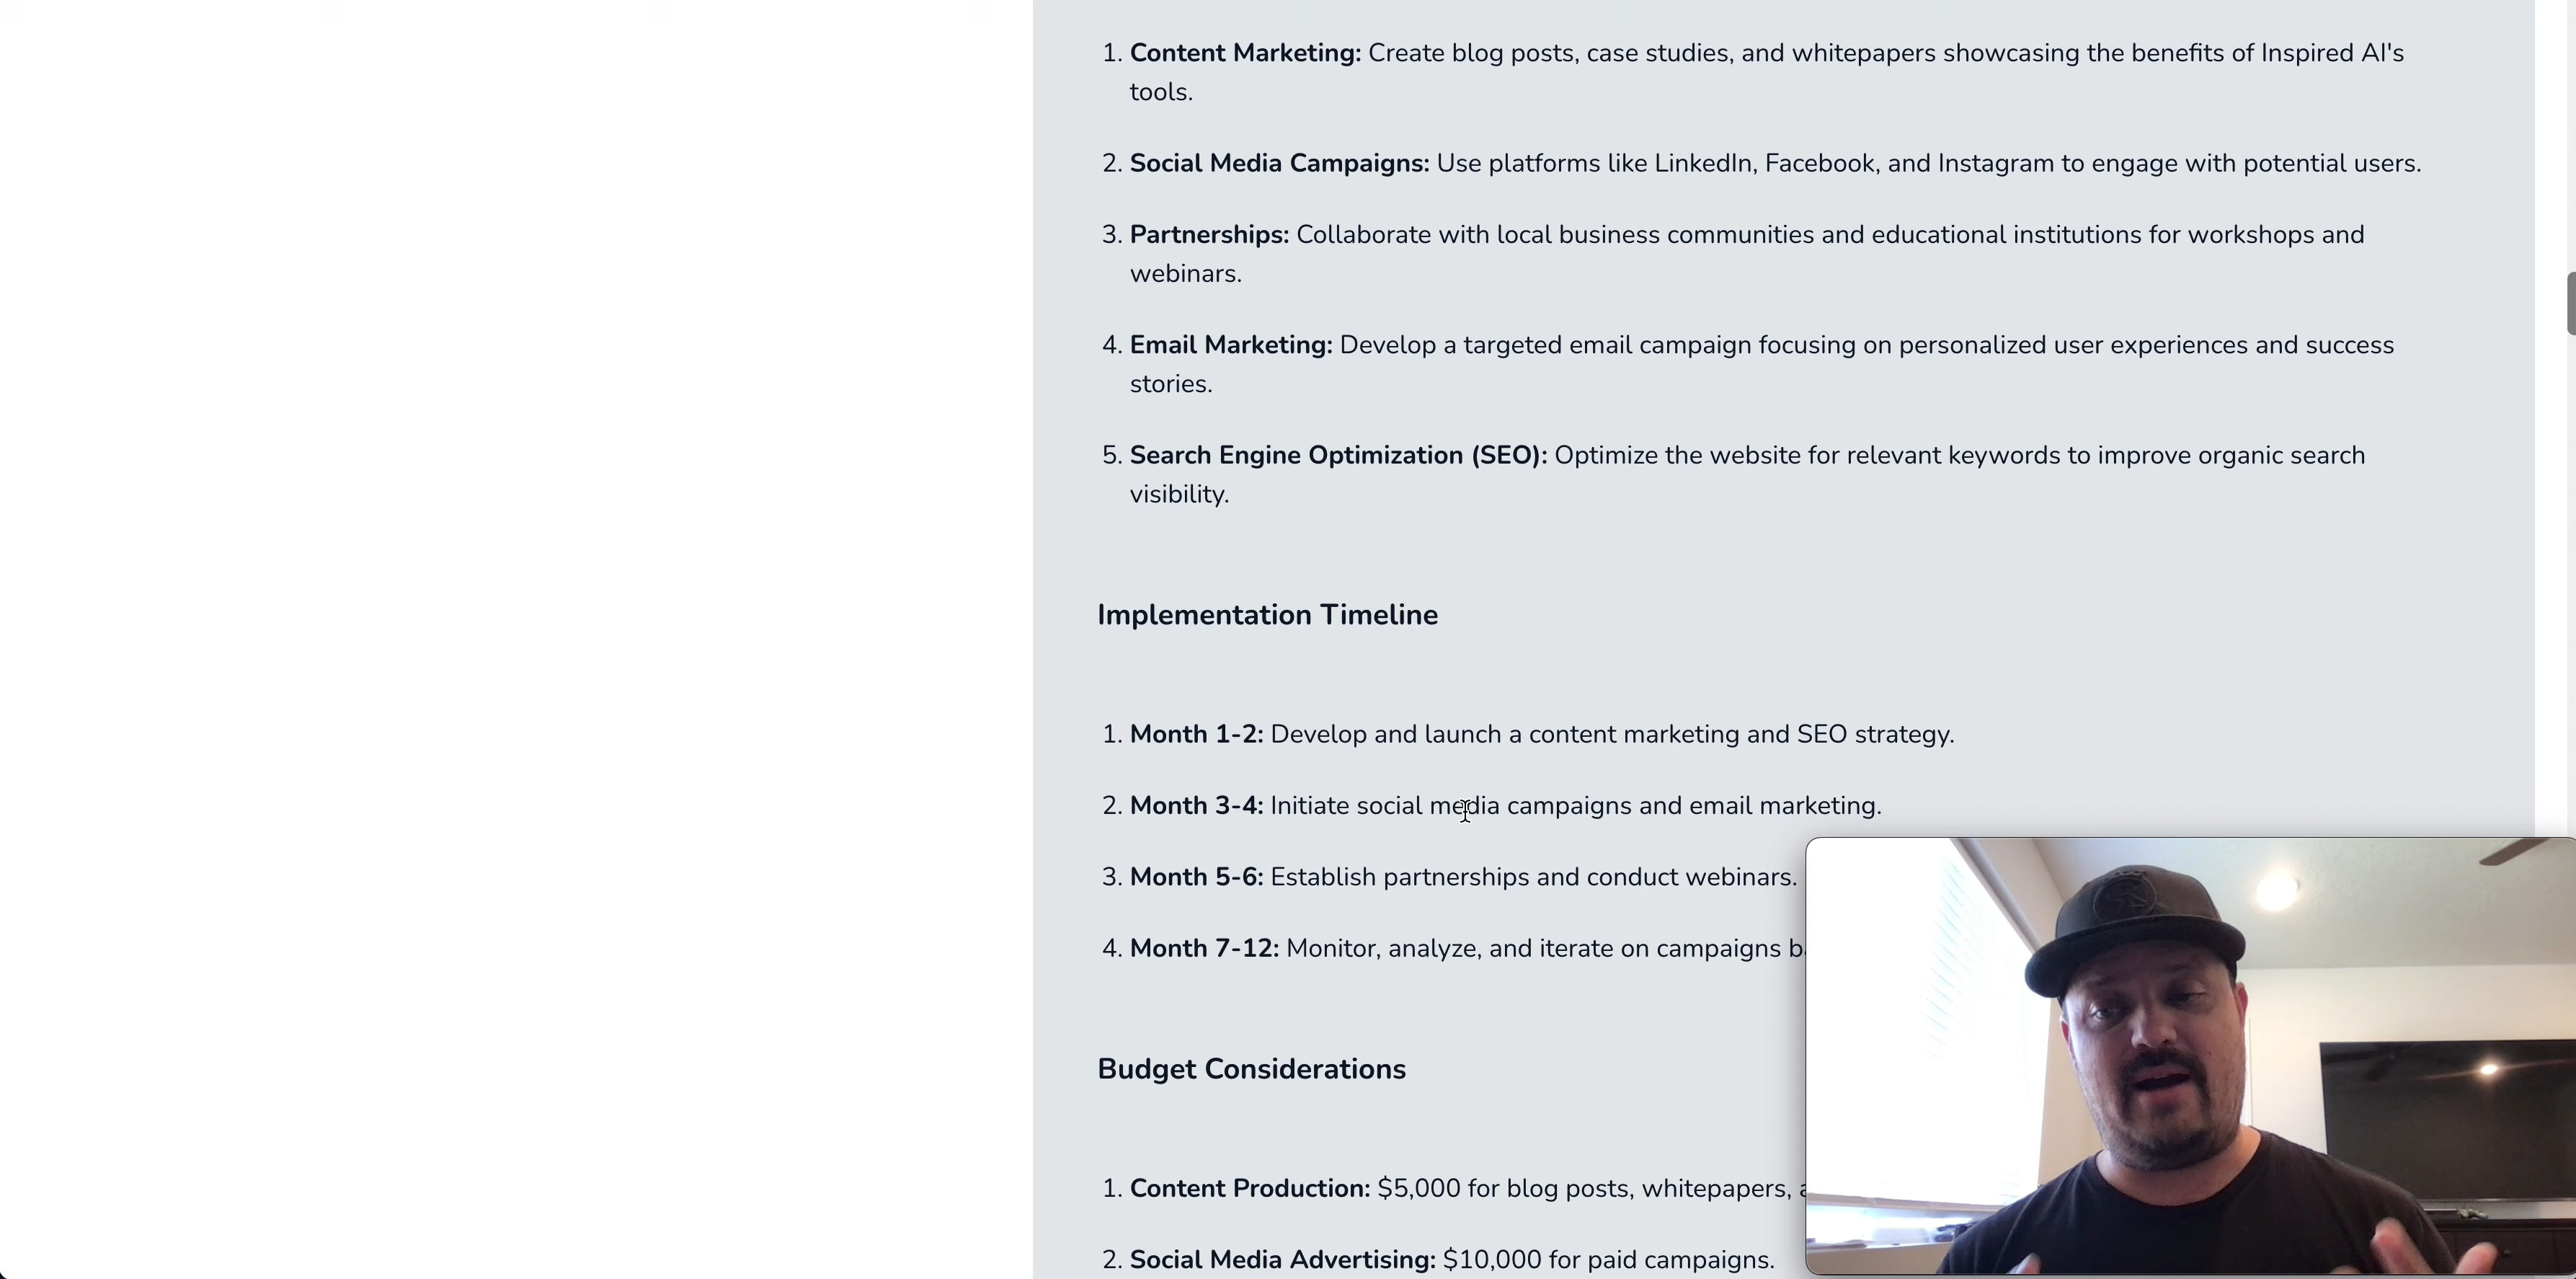 1. Content Marketing: Create blog posts, case studies, and whitepapers showcasing the benefits of Inspired AI's
tools.
2. Social Media Campaigns: Use platforms like LinkedIn, Facebook, and Instagram to engage with potential users.
3. Partnerships: Collaborate with local business communities and educational institutions for workshops and
webinars.
4. Email Marketing: Develop a targeted email campaign focusing on personalized user experiences and success
stories.
5. Search Engine Optimization (SEO): Optimize the website for relevant keywords to improve organic search
visibility.
Implementation Timeline
1. Month 1-2: Develop and launch a content marketing and SEO strategy.
2. Month 3-4: Initiate social media campaigns and email marketing.
3. Month 5-6: Establish partnerships and conduct webinars.
4. Month 7-12: Monitor, analyze, and iterate on campaigns
Budget Considerations
1. Content Production: $5,000 for blog posts, whitepapers,
2. Social Media Advertising: $10,000 for paid campaigns.